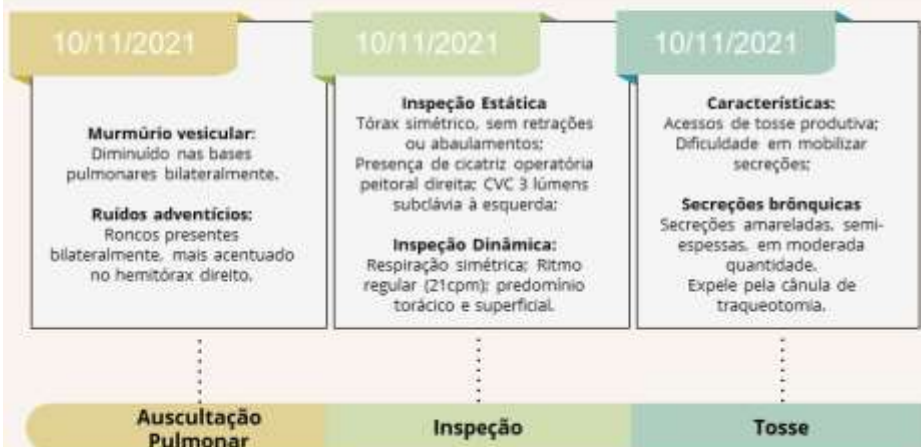 10/11/2021
Murmúrio vesicular:
Diminuído nas bases
pulmonares bilateralmente.
Ruídos adventícios:
Roncos presentes
bilateralmente, mais acentuado
no hemitórax direito.
10/11/2021
Inspeção Estática
Tórax simétrico, sem retrações
ou abaulamentos;
Presença de cicatriz operatória
peitoral direita; CVC 3 lúmens
subclávia à esquerda;
Inspeção Dinâmica:
Respiração simétrica; Ritmo
regular (21cpm); predomínio
torácico e superficial.
10/11/2021
Características:
Acessos de tosse produtiva;
Dificuldade em mobilizar
secreções;
Secreções brônquicas
Secreções amareladas, semi-
espessas, em moderada
quantidade.
Expele pela cânula de
traqueotomia.
Auscultação
Pulmonar
Inspeção
Tosse